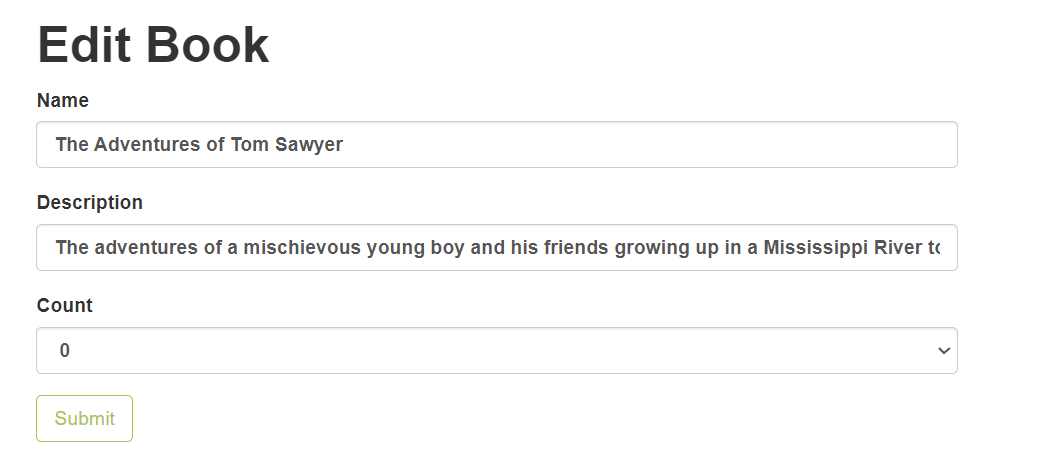 Edit Book
Name
The Adventures of Tom Sawyer
Description
The adventures of a mischievous young boy and his friends growing up in a Mississippi River
Count
0
Submit